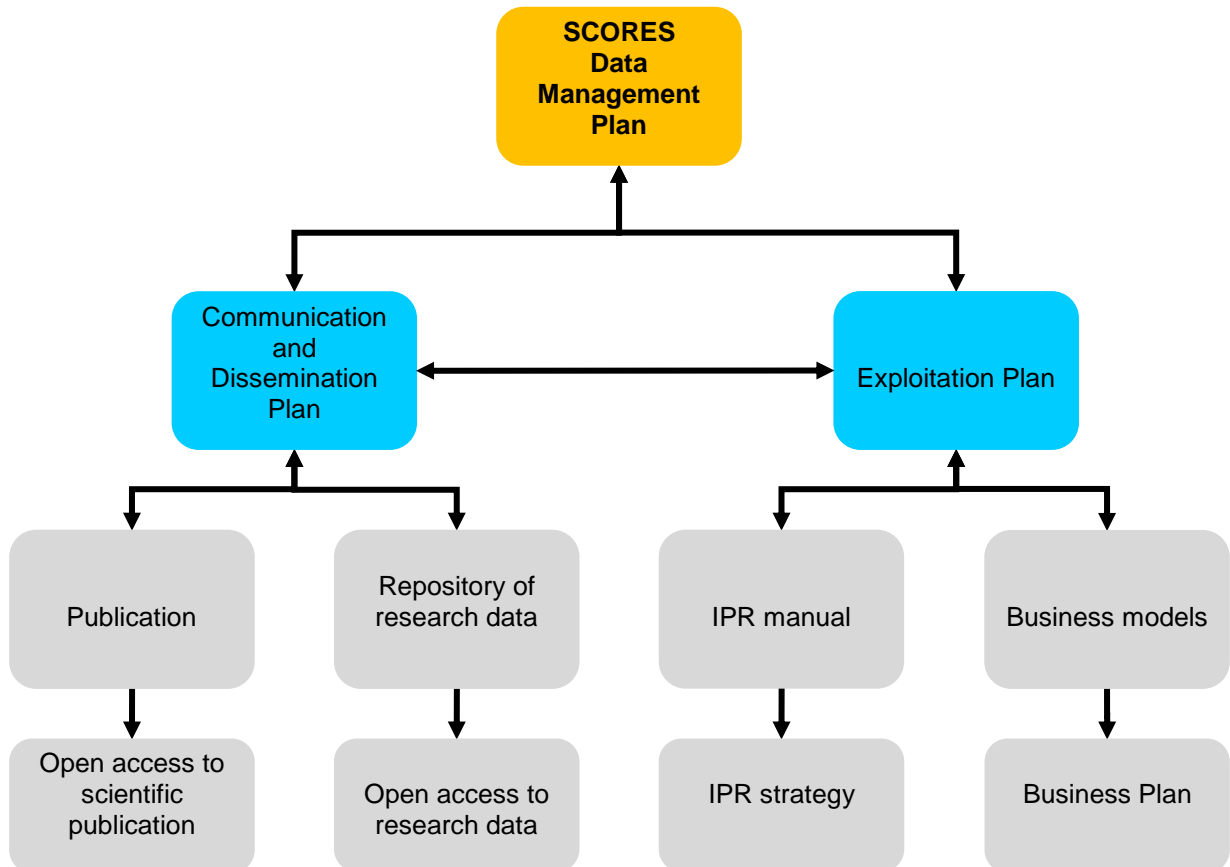 SCORES
Data
Management
Plan
Communication
and
Dissemination
Plan
Exploitation Plan
Publication
Repository of
research data
IPR manual
Business models
Open access to
scientific
publication
Open access to
research data
IPR strategy
Business Plan